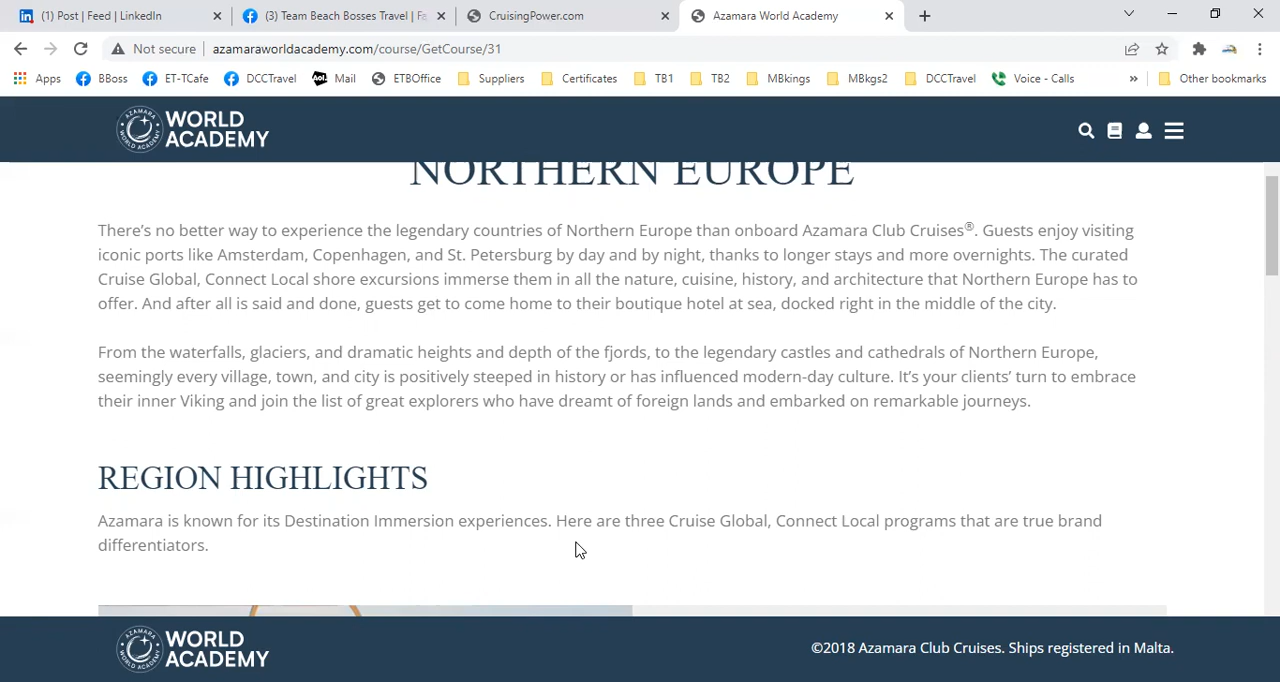 (1) Post | Feed | LinkedIn
(3) Team Beach Bosses Travel | Fa
CruisingPower.com
Azamara World Academy
Not secure
azamaraworldacademy.com/course/GetCourse/31
Apps
BBoss
ET-TCafe
DCCTravel
Aol.
Mail
ETBOffice
Suppliers
Certificates
TB1
TB2
MBkings
MBkgs2
DCCTravel
Voice - Calls
»
Other bookmarks
AZAMARA WORLD ACADEMY
WORLD
ACADEMY
NORTHERN EUROPE
There's no better way to experience the legendary countries of Northern Europe than onboard Azamara Club Cruises®. Guests enjoy visiting
iconic ports like Amsterdam, Copenhagen, and St. Petersburg by day and by night, thanks to longer stays and more overnights. The curated
Cruise Global, Connect Local shore excursions immerse them in all the nature, cuisine, history, and architecture that Northern Europe has to
offer. And after all is said and done, guests get to come home to their boutique hotel at sea, docked right in the middle of the city.
From the waterfalls, glaciers, and dramatic heights and depth of the fjords, to the legendary castles and cathedrals of Northern Europe,
seemingly every village, town, and city is positively steeped in history or has influenced modern-day culture. It's your clients' turn to embrace
their inner Viking and join the list of great explorers who have dreamt of foreign lands and embarked on remarkable journeys.
REGION HIGHLIGHTS
Azamara is known for its Destination Immersion experiences. Here are three Cruise Global, Connect Local programs that are true brand
differentiators.
AZAMARA WORLD ACADEMY
WORLD
ACADEMY
©2018 Azamara Club Cruises. Ships registered in Malta.